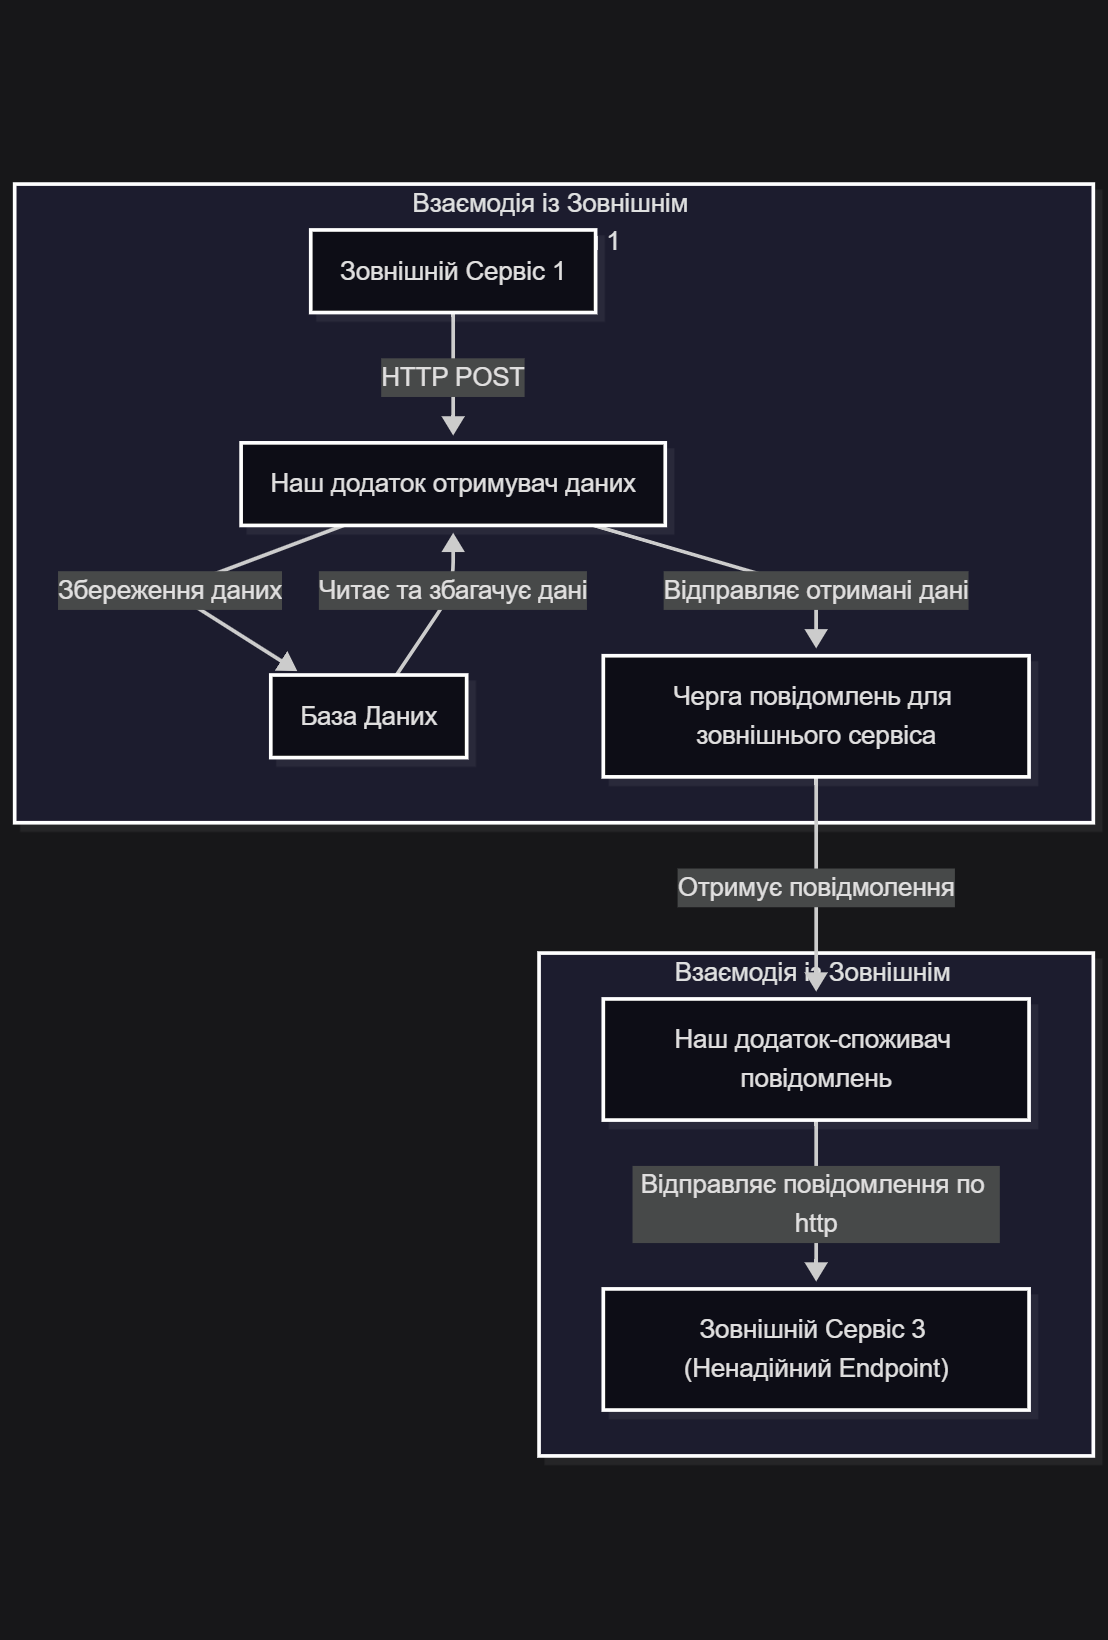 Взаємодія із Зовнішнім
1
Зовнішній Сервіс 1
HTTP POST
Наш додаток отримувач даних
Збереження даних
Читає та збагачує дані
Відправляє отримані дані
База Даних
Черга повідомлень для
зовнішнього сервіса
Отримує повідмолення
Взаємодія із Зовнішнім
Наш додаток-споживач
повідомлень
Відправляє повідомлення по
http
Зовнішній Сервіс 3
(Ненадійний Endpoint)